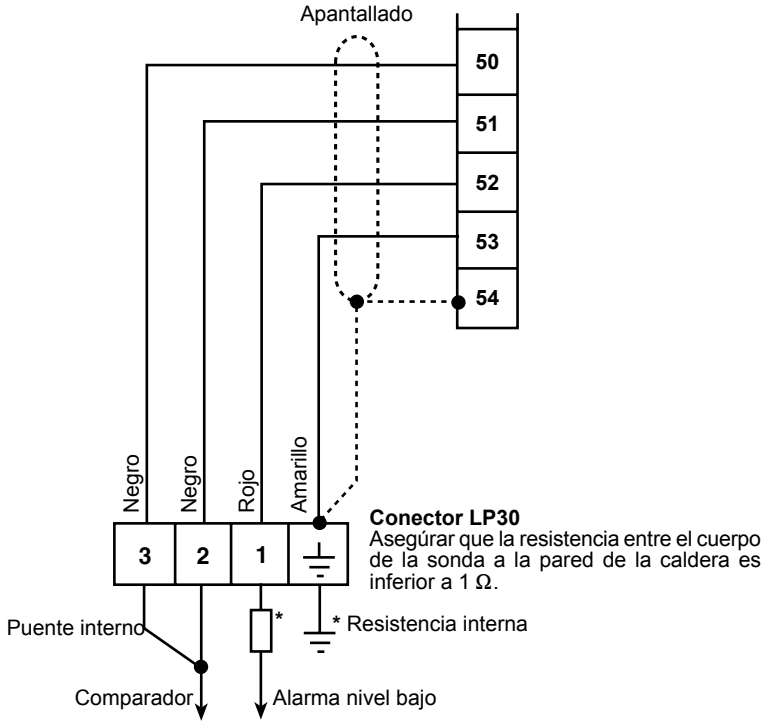 Apantallado
50
51
52
53
54
Negro
Negro
Rojo
Amarillo
Conector LP30
Asegúrar que la resistencia entre el cuerpo
de la sonda a la pared de la caldera es
inferior a 1 Ω.
3
2
1
Puente interno
*
* Resistencia interna
Comparador
Alarma nivel bajo